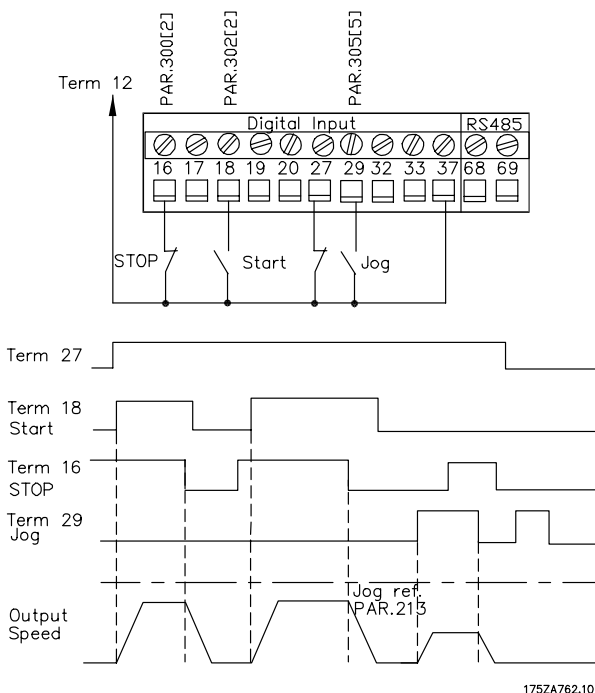 PAR.300[2]
PAR.302[2]
PAR.305[5]
Term 12
Digital Input
RS485
16 17 18 19 20 27 29 32 33 37 68 69
STOP
Start
Jog
Term 27
Term 18
Start
Term 16
STOP
Term 29
Jog
Jog ref.
PAR.213
Output
Speed
175ZA762.10